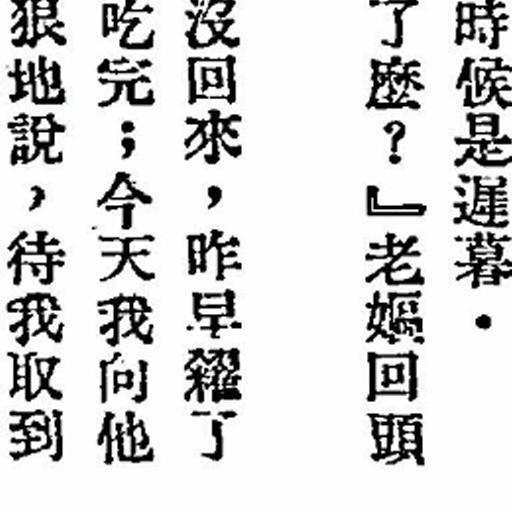 時候是遲暮．
了麼？』老嫗回頭
沒回來，昨早糴了
吃完；今天我向他
狠地說，待我取到